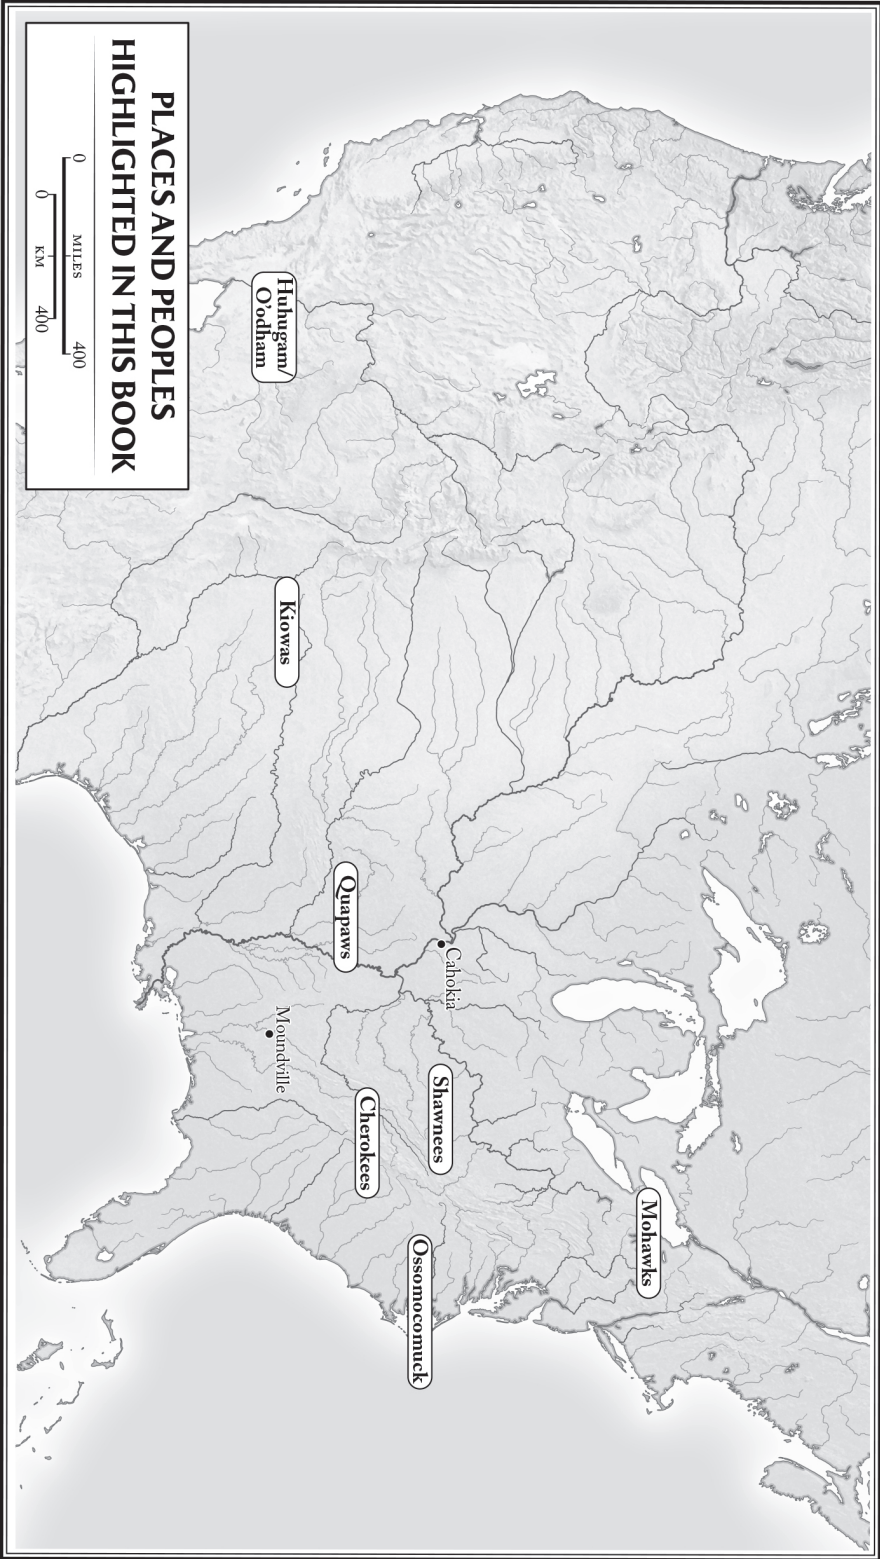 PLACES AND PEOPLES
HIGHLIGHTED IN THIS BOOK
0 MILES 400
0 KM 400
Huhugam/
O'odham
Kiowas
Quapaws
Cahokia
Moundville
Shawnees
Cherokees
Mohawks
Ossomocomuck